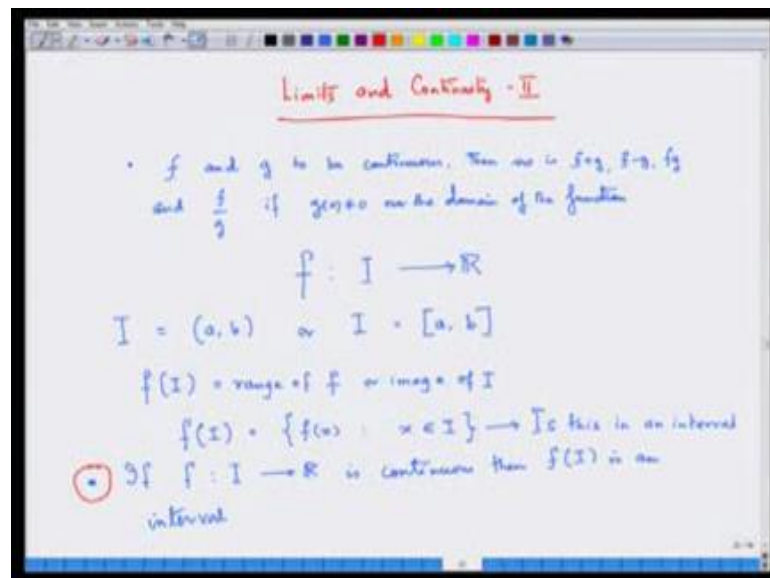 Limits and Continuity - II
• f and g to be continuous. Then so is f+g, f-g, fg
and f/g if g(x)≠0 on the domain of the function
f : I → ℝ
I = (a, b) or I = [a, b]
f(I) = range of f or image of I
f(I) = {f(x) : x ∈ I} → Is this in an interval
• If f : I → ℝ is continuous then f(I) is an
interval